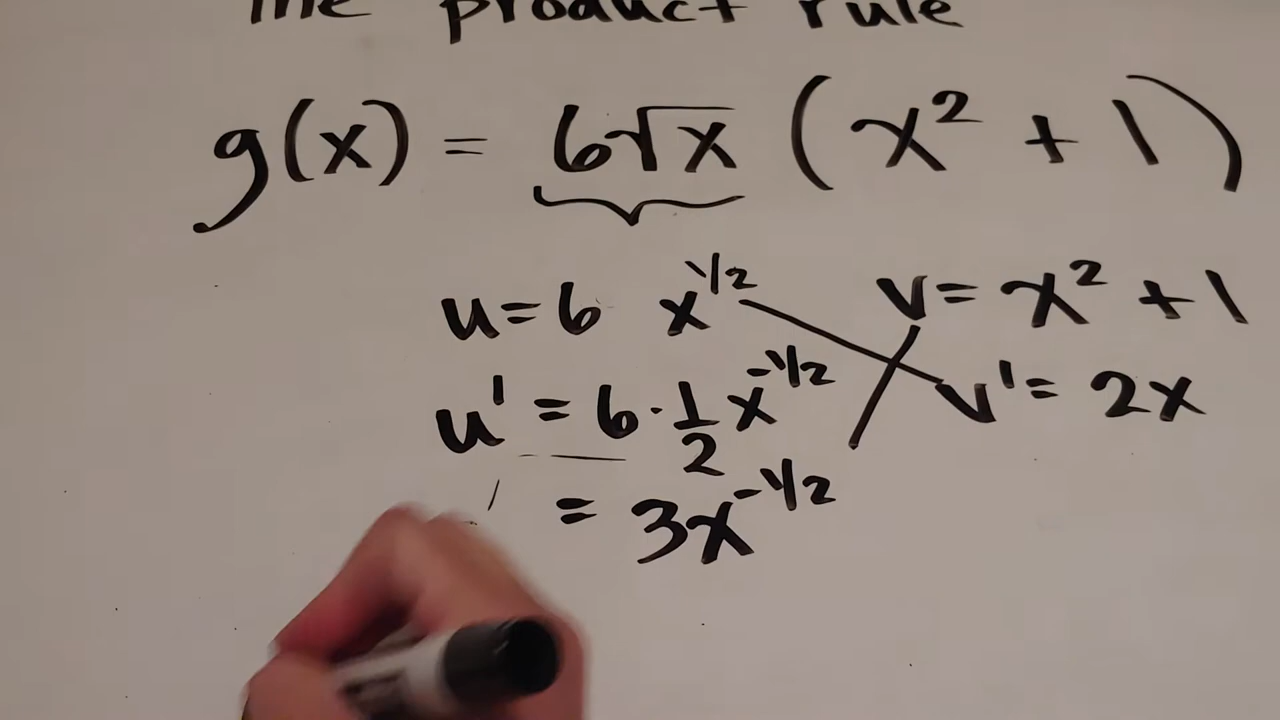 The product rule
g(x) = 6√x (x² + 1)
u = 6 x^1/2 v = x² + 1
u' = 6 · 1/2 x^-1/2 v' = 2x
= 3x^-1/2